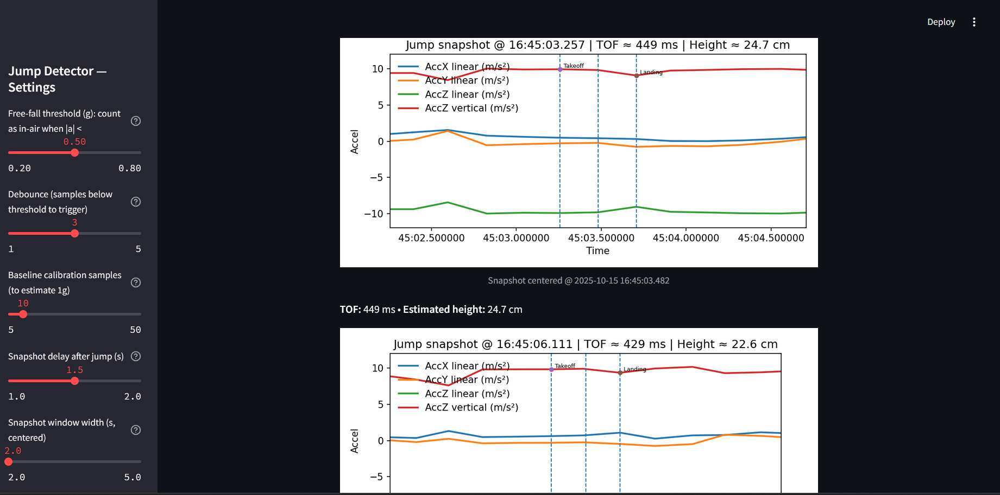 Deploy
Jump Detector —
Settings
Free-fall threshold (g): count
as in-air when |a| <
0.50
0.20 0.80
Debounce (samples below
threshold to trigger)
3
1 5
Baseline calibration samples
(to estimate 1g)
10
5 50
Snapshot delay after jump (s)
1.5
1.0 2.0
Snapshot window width (s,
centered)
2.0
2.0 5.0
Jump snapshot @ 16:45:03.257 | TOF ≈ 449 ms | Height ≈ 24.7 cm
AccX linear (m/s²)
AccY linear (m/s²)
AccZ linear (m/s²)
AccZ vertical (m/s²)
Takeoff
Landing
10
5
0
−5
−10
Accel
45:02.500000 45:03.000000 45:03.500000 45:04.000000 45:04.500000
Time
Snapshot centered @ 2025-10-15 16:45:03.482
TOF: 449 ms • Estimated height: 24.7 cm
Jump snapshot @ 16:45:06.111 | TOF ≈ 429 ms | Height ≈ 22.6 cm
AccX linear (m/s²)
AccY linear (m/s²)
AccZ linear (m/s²)
AccZ vertical (m/s²)
Takeoff
Landing
10
5
0
−5
Accel